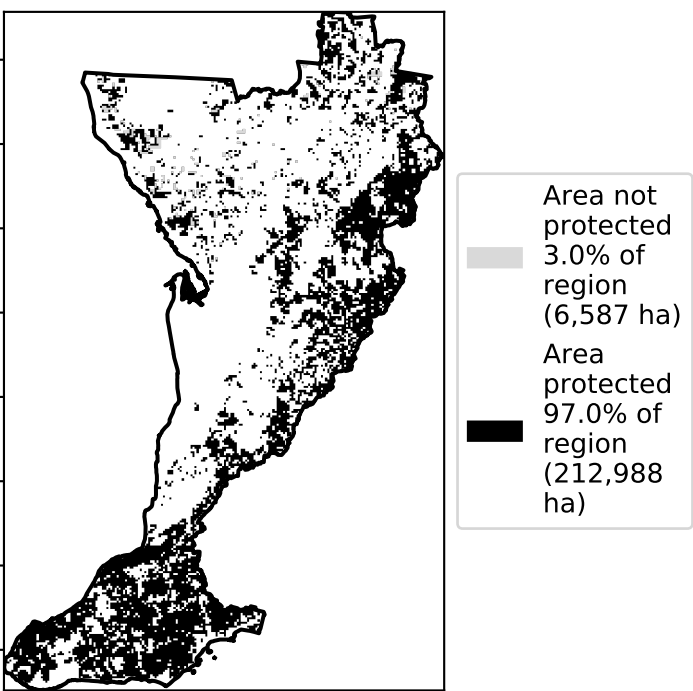 Area not
protected
3.0% of
region
(6,587 ha)
Area
protected
97.0% of
region
(212,988
ha)